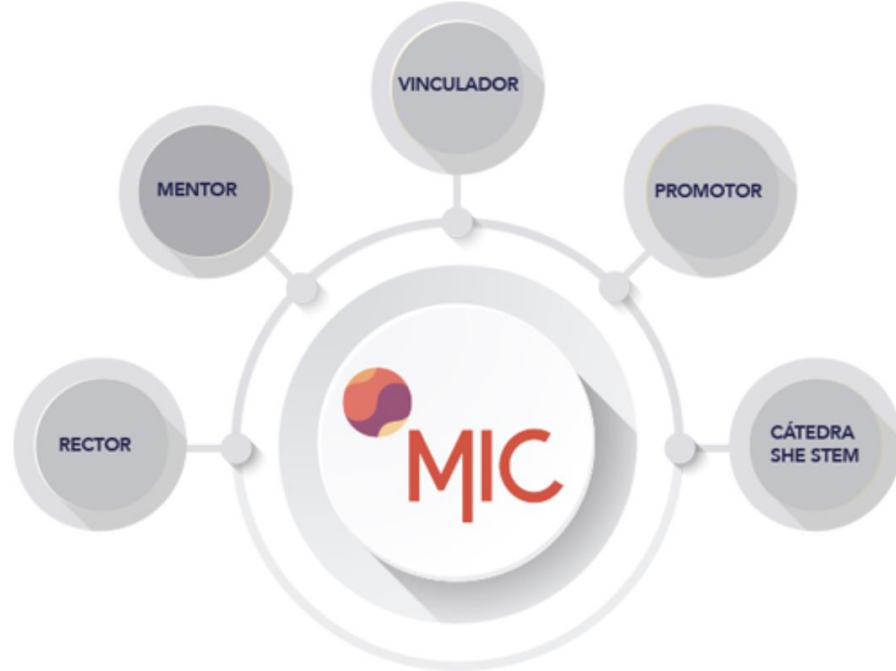 VINCULADOR
MENTOR
PROMOTOR
RECTOR
CÁTEDRA
SHE STEM
MIC